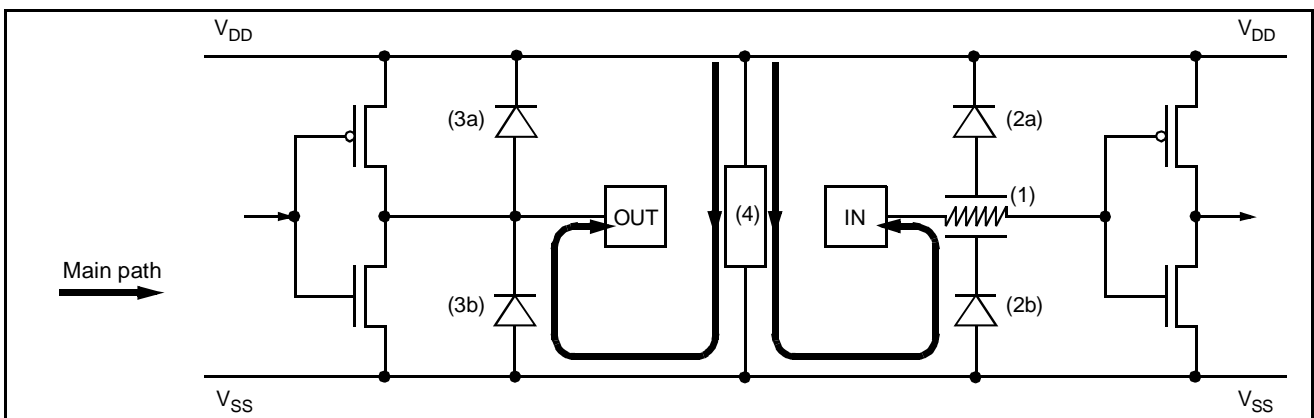 VDD VDD
(3a) (2a)
(1)
OUT (4) IN
Main path
(3b) (2b)
VSS VSS